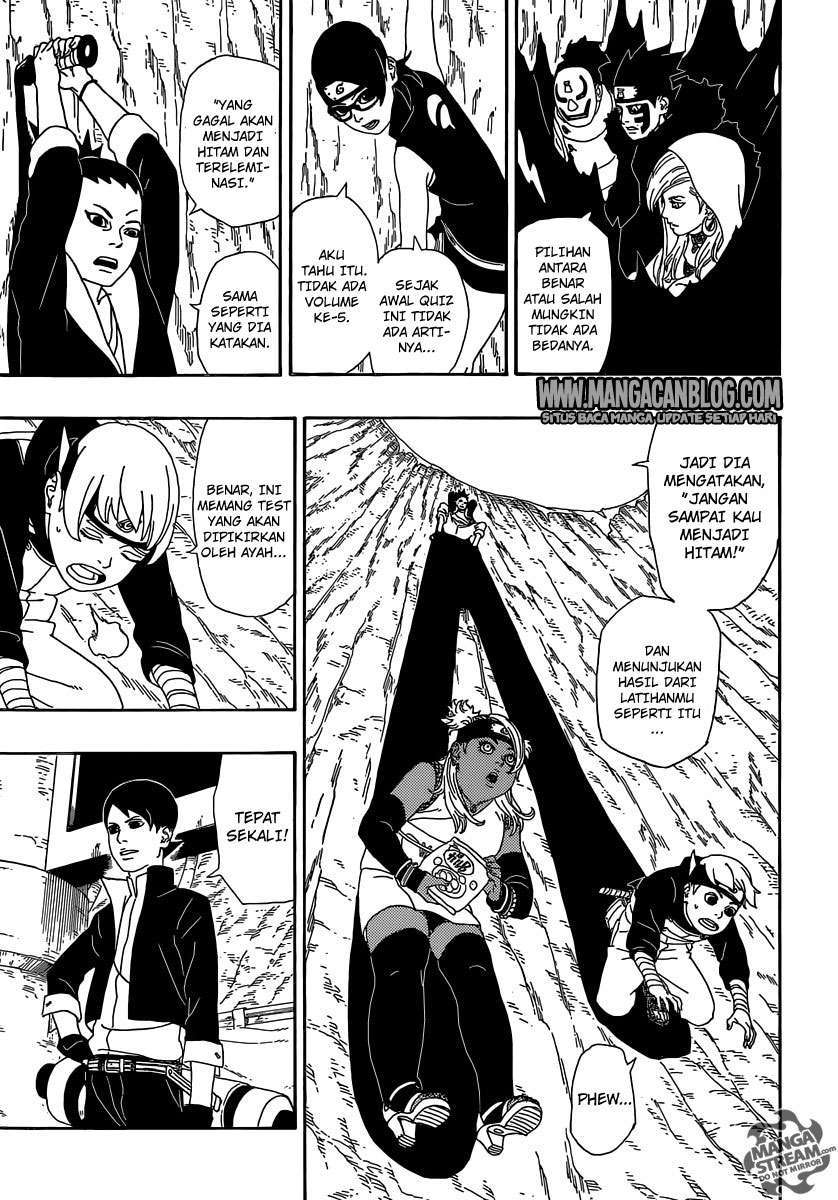 PILIHAN
ANTARA
BENAR
ATAU SALAH
MUNGKIN
TIDAK ADA
BEDANYA.
SEJAK
AWAL QUIZ
INI TIDAK
ADA ARTI-
NYA...
AKU
TAHU ITU.
TIDAK ADA
VOLUME
KE-5.
"YANG
GAGAL AKAN
MENJADI
HITAM DAN
TERELEMI-
NASI."
SAMA
SEPERTI
YANG DIA
KATAKAN.
WWW.MANGACANBLOG.COM
SITUS BACA MANGA UPDATE SETIAP HARI
JADI DIA
MENGATAKAN,
"JANGAN
SAMPAI KAU
MENJADI
HITAM!"
DAN
MENUNJUKAN
HASIL DARI
LATIHANMU
SEPERTI ITU
...
PHEW...
BENAR, INI
MEMANG TEST
YANG AKAN
DIPIKIRKAN
OLEH AYAH...
TEPAT
SEKALI!
MANGA
STREAM.com
DO NOT MIRROR